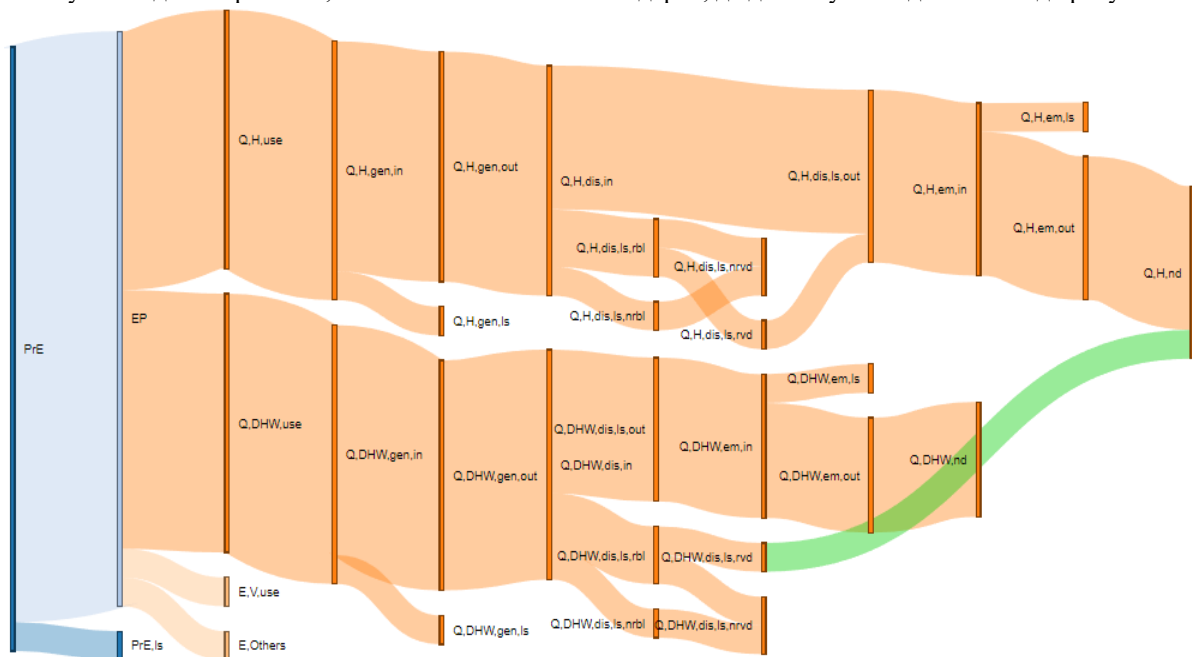 Q,H,use
Q,H,gen,in
Q,H,gen,out
Q,H,dis,in
Q,H,dis,ls,rbl
Q,H,dis,ls,nrvd
Q,H,dis,ls,nrbl
Q,H,dis,ls,rvd
Q,H,gen,ls
Q,H,dis,ls,out
Q,H,em,in
Q,H,em,ls
Q,H,em,out
Q,H,nd
PrE
EP
Q,DHW,use
Q,DHW,gen,in
Q,DHW,gen,out
Q,DHW,dis,ls,out
Q,DHW,dis,in
Q,DHW,em,in
Q,DHW,em,ls
Q,DHW,em,out
Q,DHW,nd
Q,DHW,dis,ls,rbl
Q,DHW,dis,ls,rvd
Q,DHW,dis,ls,nrbl
Q,DHW,dis,ls,nrvd
Q,DHW,gen,ls
E,V,use
E,Others
PrE,ls